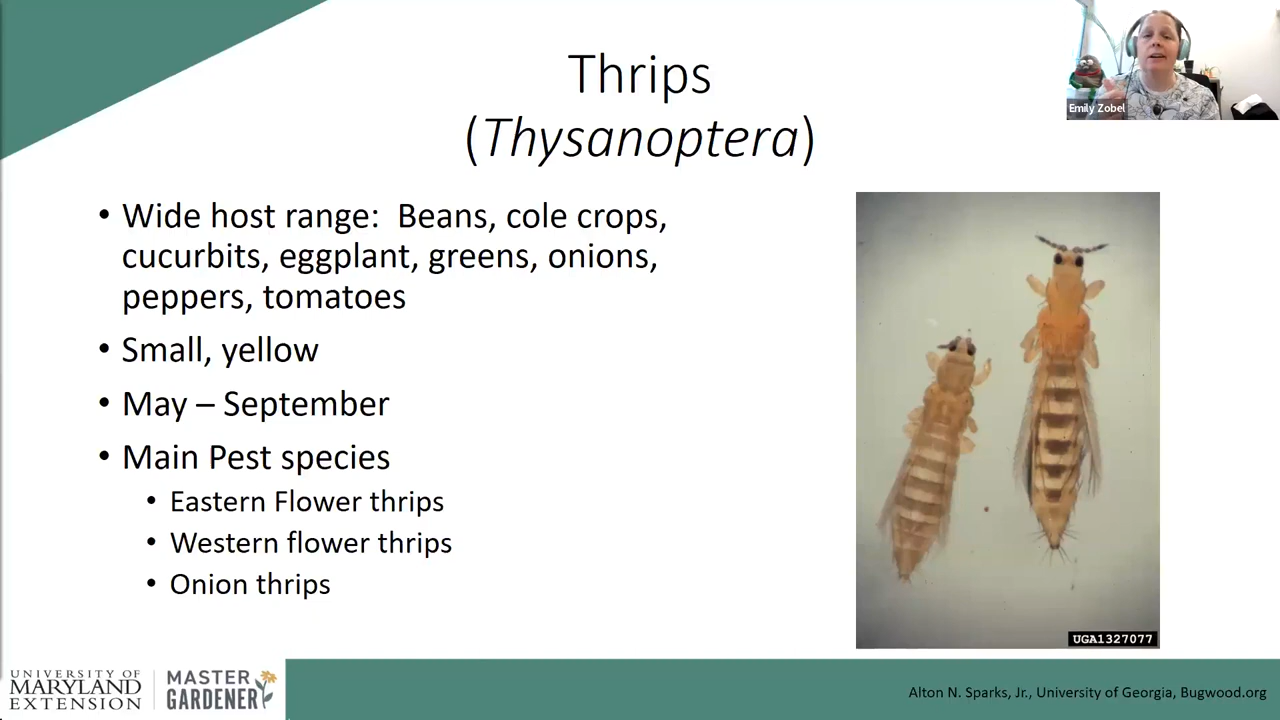 Thrips
(Thysanoptera)
Emily Zobel
• Wide host range:  Beans, cole crops,
cucurbits, eggplant, greens, onions,
peppers, tomatoes
• Small, yellow
• May – September
• Main Pest species
• Eastern Flower thrips
• Western flower thrips
• Onion thrips
UGA1327077
UNIVERSITY OF
MARYLAND
EXTENSION
MASTER
GARDENER
Alton N. Sparks, Jr., University of Georgia, Bugwood.org